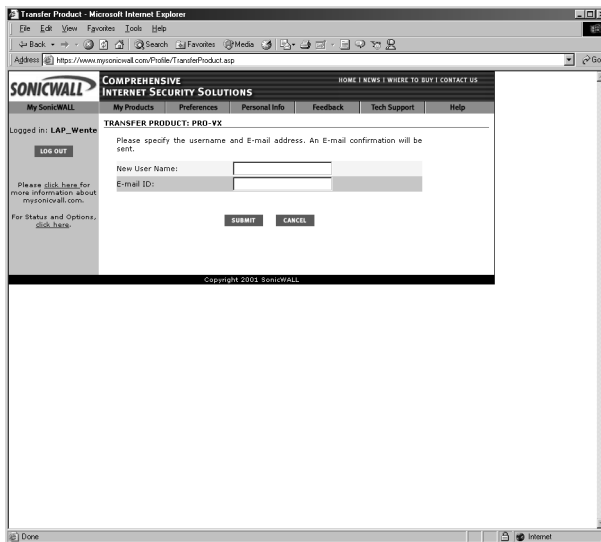 Transfer Product - Microsoft Internet Explorer
File Edit View Favorites Tools Help
Back Search Favorites Media
Address https://www.mysonicwall.com/Profile/TransferProduct.asp Go
SONICWALL
COMPREHENSIVE
INTERNET SECURITY SOLUTIONS
HOME | NEWS | WHERE TO BUY | CONTACT US
My SonicWALL My Products Preferences Personal Info Feedback Tech Support Help
Logged in: LAP_Wente
LOG OUT
Please click here for
more information about
mysonicwall.com.
For Status and Options,
click here.
TRANSFER PRODUCT: PRO-VX
Please specify the username and E-mail address. An E-mail confirmation will be
sent.
New User Name:
E-mail ID:
SUBMIT CANCEL
Copyright 2001 SonicWALL
Done Internet